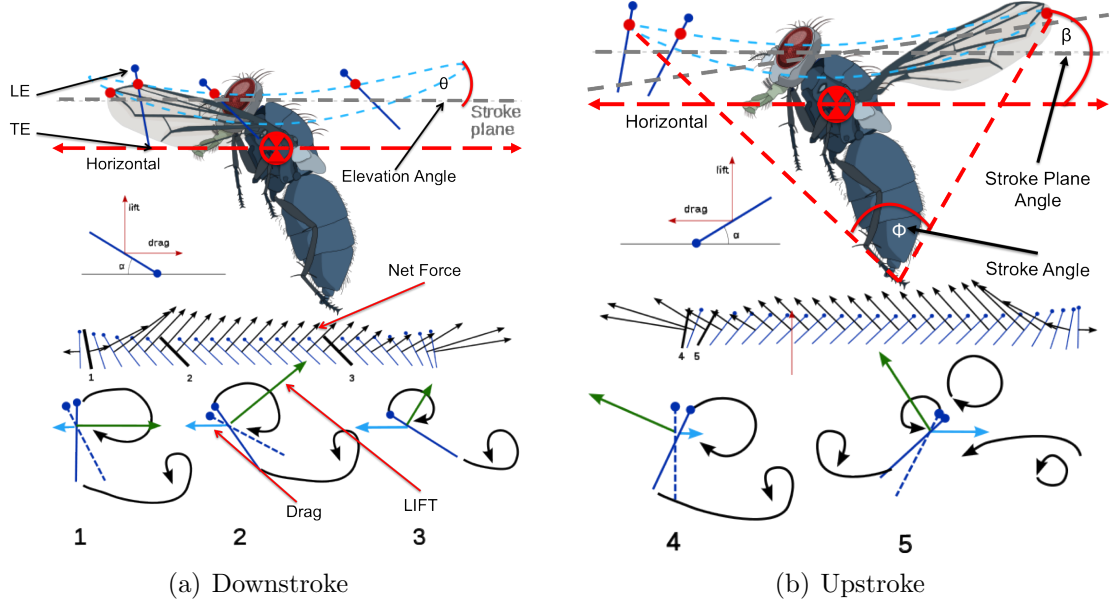 LE
TE
Horizontal
θ
Stroke
plane
Elevation Angle
lift
drag
α
Net Force
1
2
3
Drag
LIFT
1
2
3
(a) Downstroke
β
Horizontal
lift
drag
α
Stroke Plane
Angle
Φ
Stroke Angle
4
5
4
5
(b) Upstroke